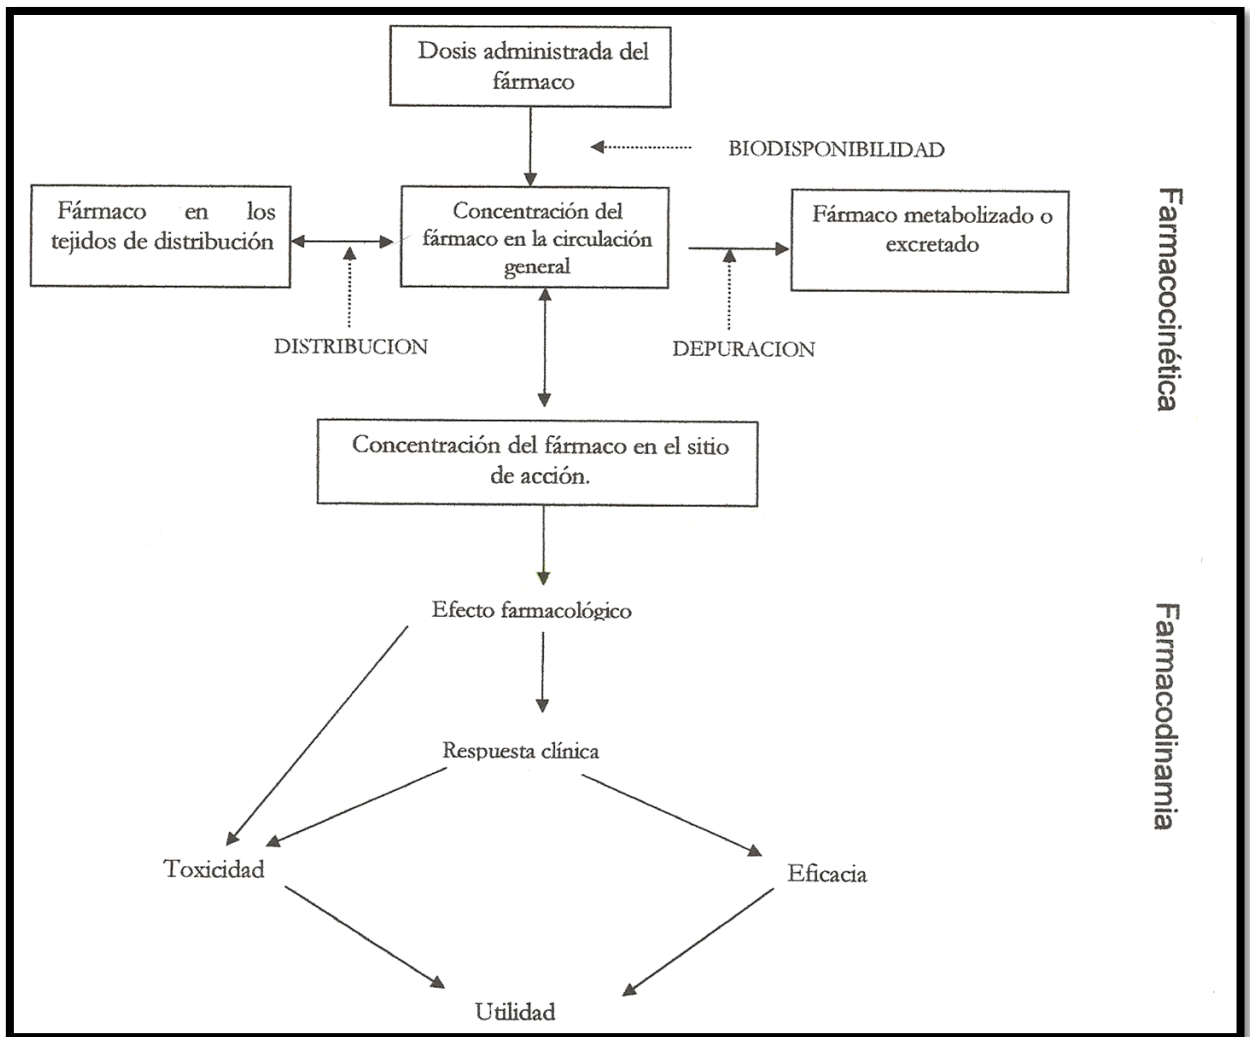 Dosis administrada del
fármaco
BIODISPONIBILIDAD
Fármaco en los
tejidos de distribución
Concentración del
fármaco en la circulación
general
Fármaco metabolizado o
excretado
DISTRIBUCION
DEPURACION
Farmacocinética
Concentración del fármaco en el sitio
de acción.
Efecto farmacológico
Respuesta clínica
Toxicidad
Eficacia
Utilidad
Farmacodinamia